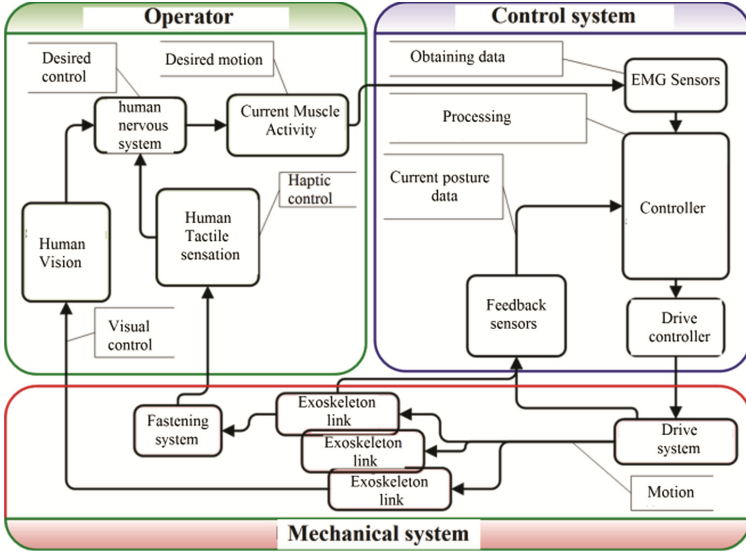 Operator
Control system
Desired
control
Desired motion
Obtaining data
EMG Sensors
human
nervous
system
Current Muscle
Activity
Processing
Current posture
data
Haptic
control
Human
Tactile
sensation
Controller
Human
Vision
Feedback
sensors
Drive
controller
Visual
control
Exoskeleton
link
Fastening
system
Exoskeleton
link
Drive
system
Exoskeleton
link
Motion
Mechanical system